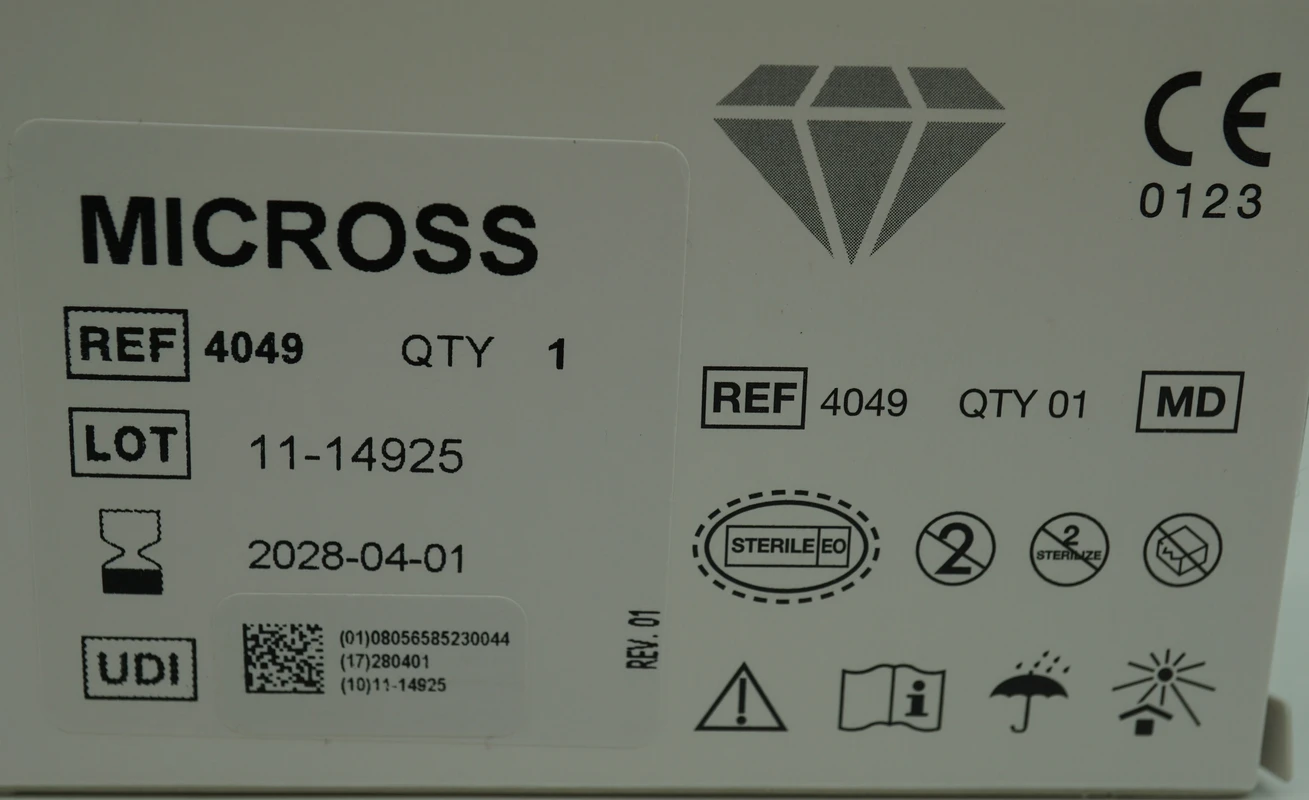 MICROSS
REF 4049 QTY 1
LOT 11-14925
2028-04-01
UDI (01)08056585230044
(17)280401
(10)11-14925
REV. 01
CE
0123
REF 4049 QTY 01 MD
STERILE EO 2 2
STERILIZE